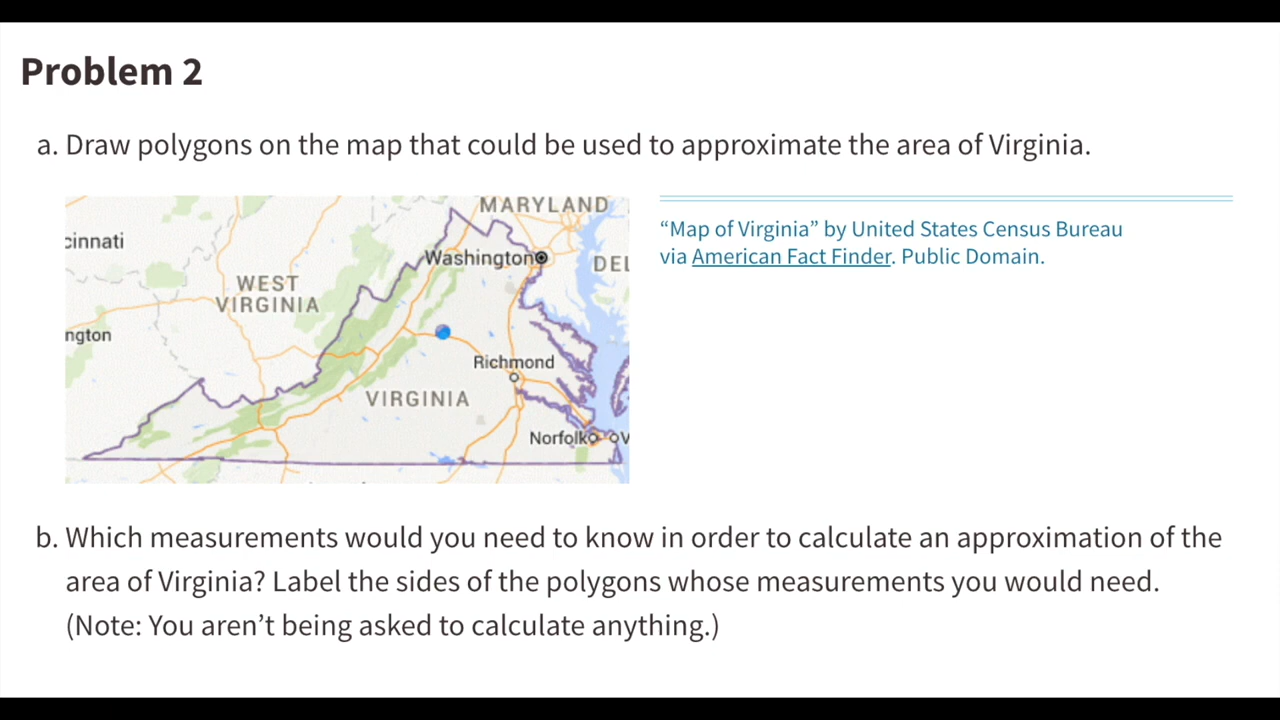 Problem 2
a. Draw polygons on the map that could be used to approximate the area of Virginia.
MARYLAND
cinnati
Washington
DEL
WEST
VIRGINIA
ngton
Richmond
VIRGINIA
Norfolk
V
“Map of Virginia” by United States Census Bureau
via American Fact Finder. Public Domain.
b. Which measurements would you need to know in order to calculate an approximation of the
area of Virginia? Label the sides of the polygons whose measurements you would need.
(Note: You aren’t being asked to calculate anything.)